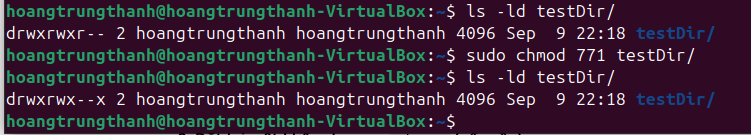 hoangtrungthanh@hoangtrungthanh-VirtualBox:~$ ls -ld testDir/
drwxrwxr-- 2 hoangtrungthanh hoangtrungthanh 4096 Sep  9 22:18 testDir/
hoangtrungthanh@hoangtrungthanh-VirtualBox:~$ sudo chmod 771 testDir/
hoangtrungthanh@hoangtrungthanh-VirtualBox:~$ ls -ld testDir/
drwxrwx--x 2 hoangtrungthanh hoangtrungthanh 4096 Sep  9 22:18 testDir/
hoangtrungthanh@hoangtrungthanh-VirtualBox:~$